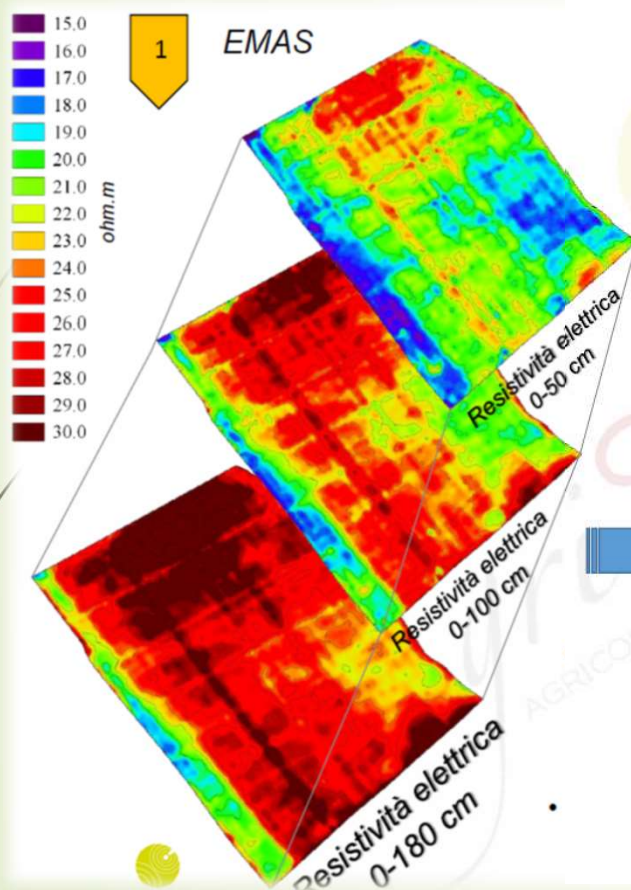 15.0
16.0
17.0
18.0
19.0
20.0
21.0
22.0
23.0
24.0
25.0
26.0
27.0
28.0
29.0
30.0
ohm.m
1
EMAS
Resistività elettrica
0-50 cm
Resistività elettrica
0-100 cm
Resistività elettrica
0-180 cm